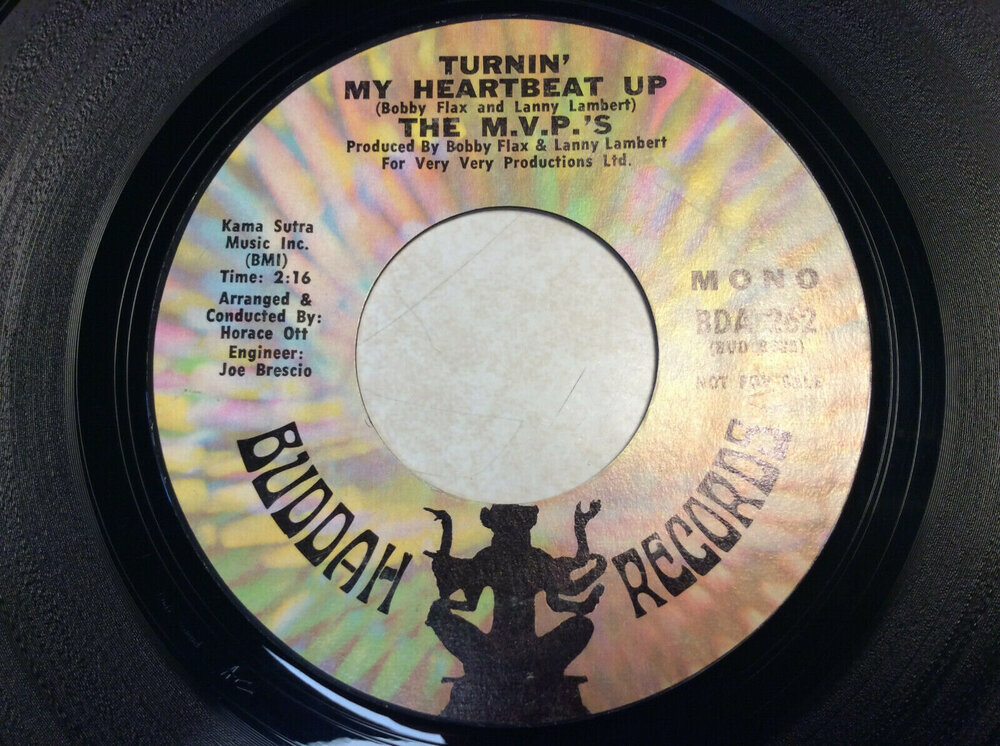 TURNIN'
MY HEARTBEAT UP
(Bobby Flax and Lanny Lambert)
THE M.V.P.'S
Produced By Bobby Flax & Lanny Lambert
For Very Very Productions Ltd.
Kama Sutra
Music Inc.
(BMI)
Time: 2:16
Arranged &
Conducted By:
Horace Ott
Engineer:
Joe Brescio
MONO
BDA 262
NOT FOR SALE
BUDDAH RECORDS